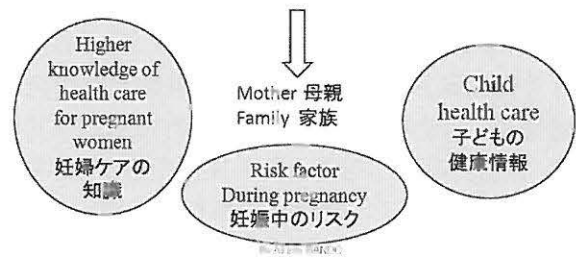 Higher
knowledge of
health care
for pregnant
women
妊婦ケアの
知識
Mother 母親
Family 家族
Risk factor
During pregnancy
妊娠中のリスク
Child
health care
子どもの
健康情報